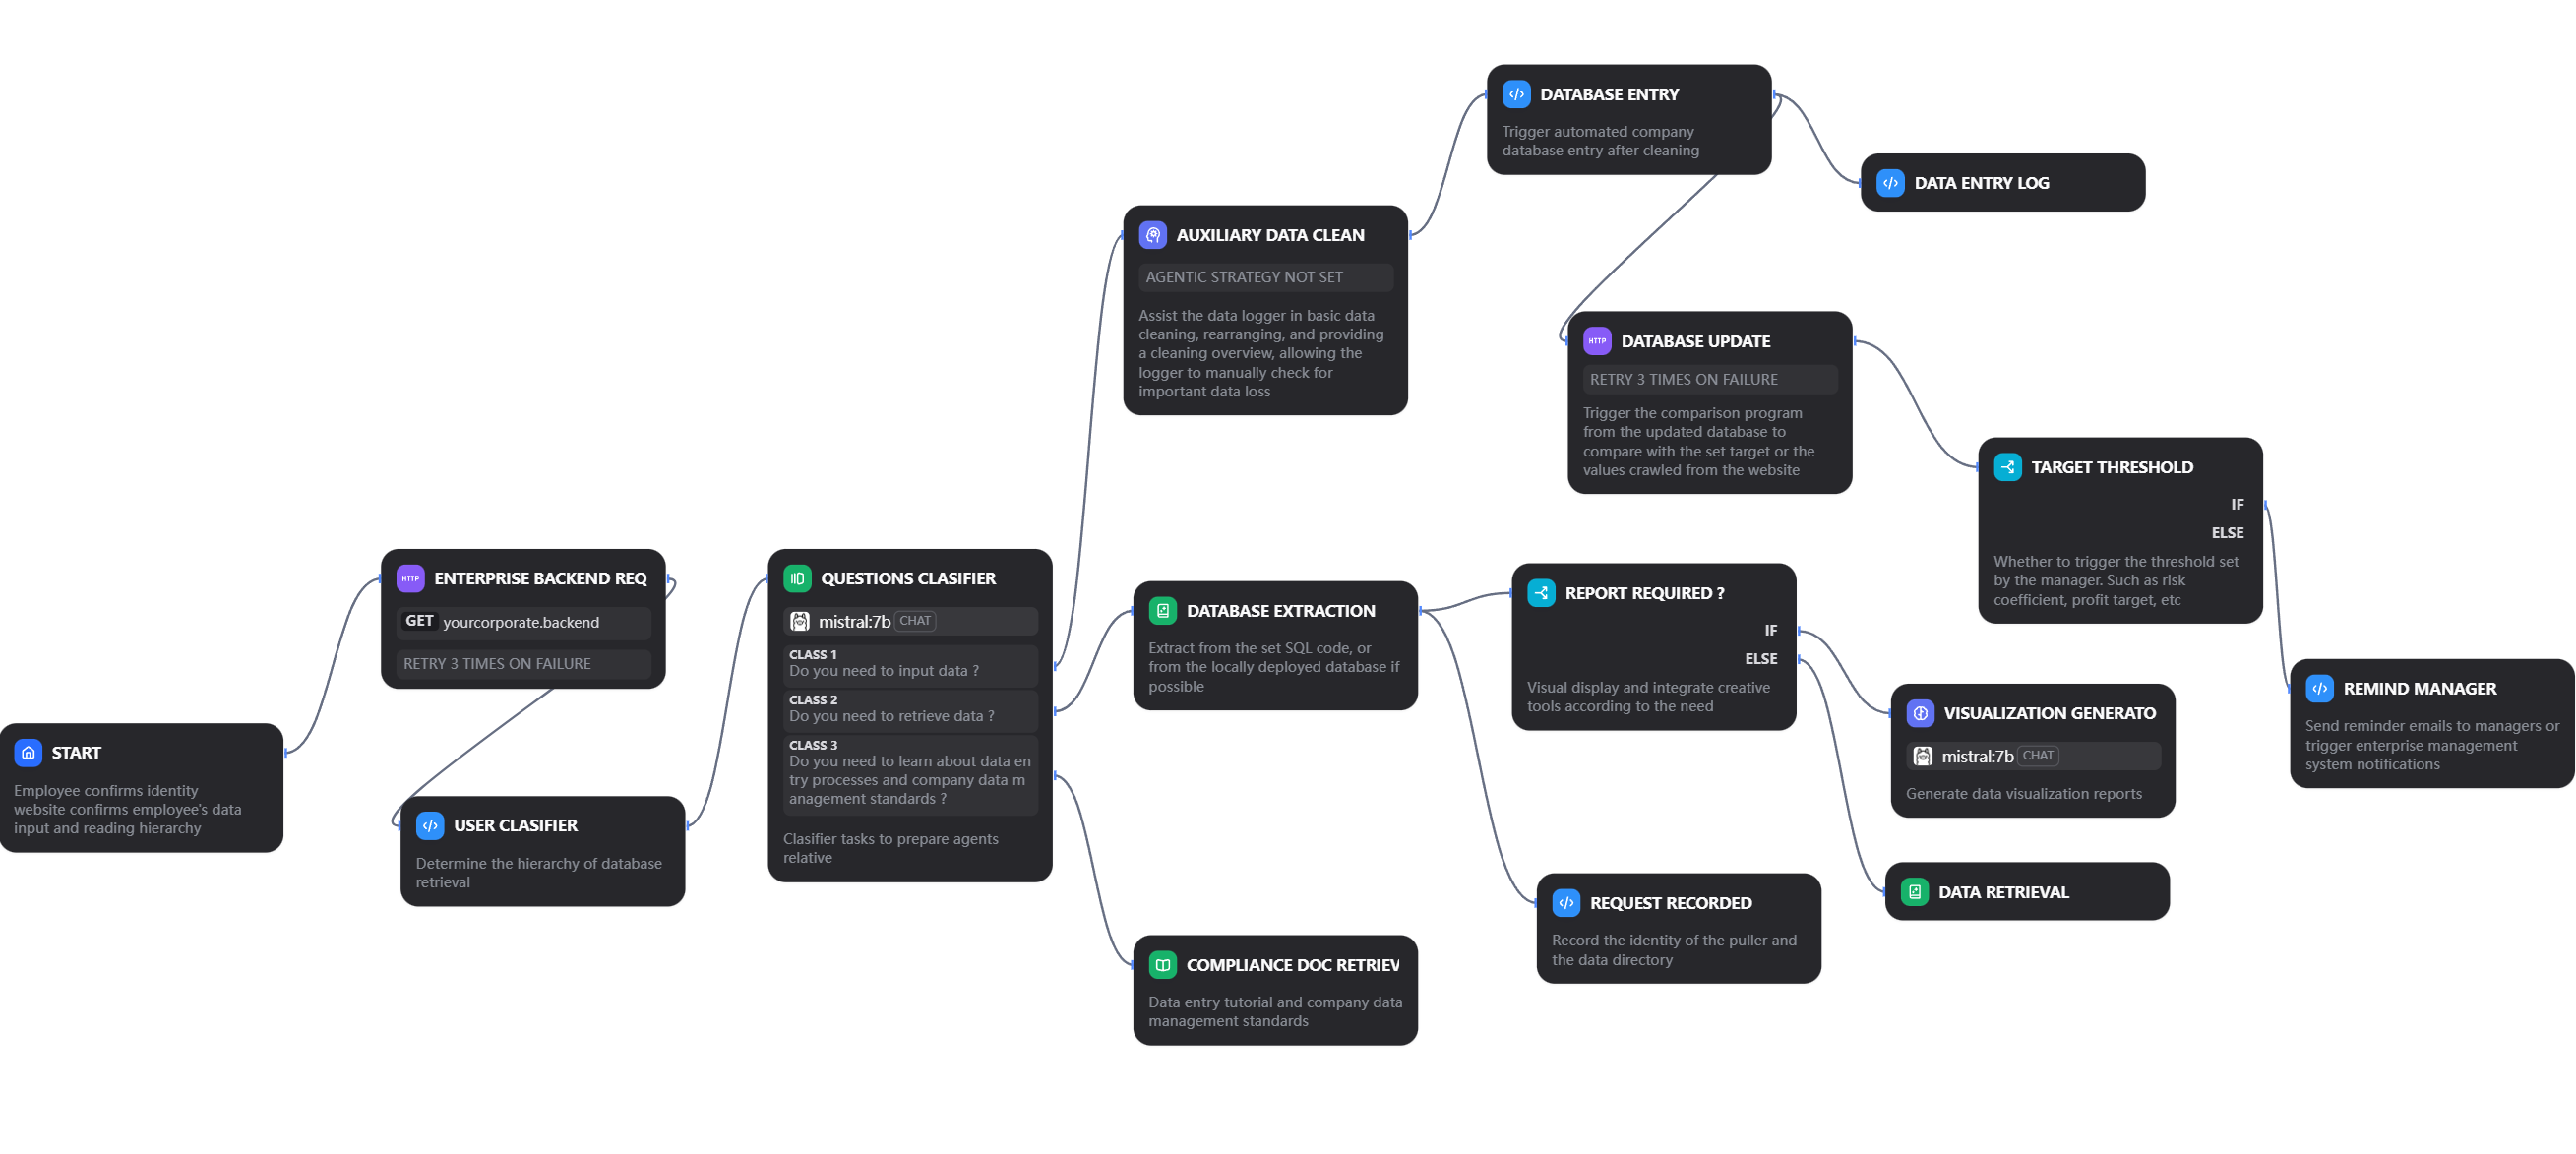 START
Employee confirms identity
website confirms employee's data
input and reading hierarchy
HTTP
ENTERPRISE BACKEND REQ
GET yourcorporate.backend
RETRY 3 TIMES ON FAILURE
USER CLASIFIER
Determine the hierarchy of database
retrieval
QUESTIONS CLASIFIER
mistral:7b CHAT
CLASS 1
Do you need to input data ?
CLASS 2
Do you need to retrieve data ?
CLASS 3
Do you need to learn about data en
try processes and company data m
anagement standards ?
Clasifier tasks to prepare agents
relative
AUXILIARY DATA CLEAN
AGENTIC STRATEGY NOT SET
Assist the data logger in basic data
cleaning, rearranging, and providing
a cleaning overview, allowing the
logger to manually check for
important data loss
DATABASE ENTRY
Trigger automated company
database entry after cleaning
DATA ENTRY LOG
HTTP
DATABASE UPDATE
RETRY 3 TIMES ON FAILURE
Trigger the comparison program
from the updated database to
compare with the set target or the
values crawled from the website
TARGET THRESHOLD
IF
ELSE
Whether to trigger the threshold set
by the manager. Such as risk
coefficient, profit target, etc
REMIND MANAGER
Send reminder emails to managers or
trigger enterprise management
system notifications
DATABASE EXTRACTION
Extract from the set SQL code, or
from the locally deployed database if
possible
REPORT REQUIRED ?
IF
ELSE
Visual display and integrate creative
tools according to the need
VISUALIZATION GENERATO
mistral:7b CHAT
Generate data visualization reports
DATA RETRIEVAL
REQUEST RECORDED
Record the identity of the puller and
the data directory
COMPLIANCE DOC RETRIEV
Data entry tutorial and company data
management standards